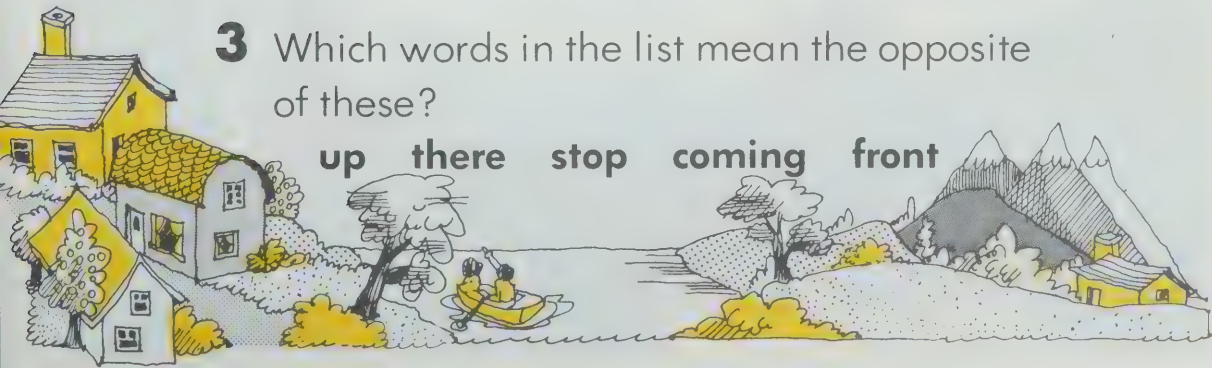 3 Which words in the list mean the opposite
of these?
up there stop coming front